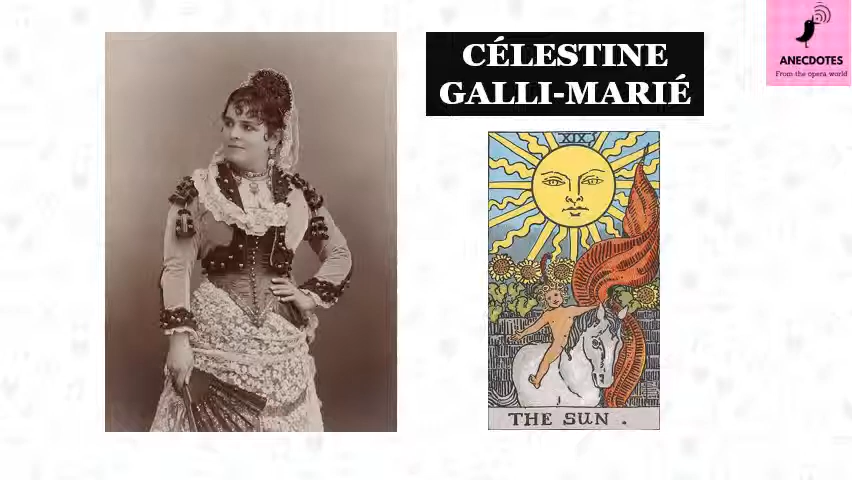 CÉLESTINE
GALLI-MARIÉ
ANECDOTES
From the opera world
XIX
THE SUN .